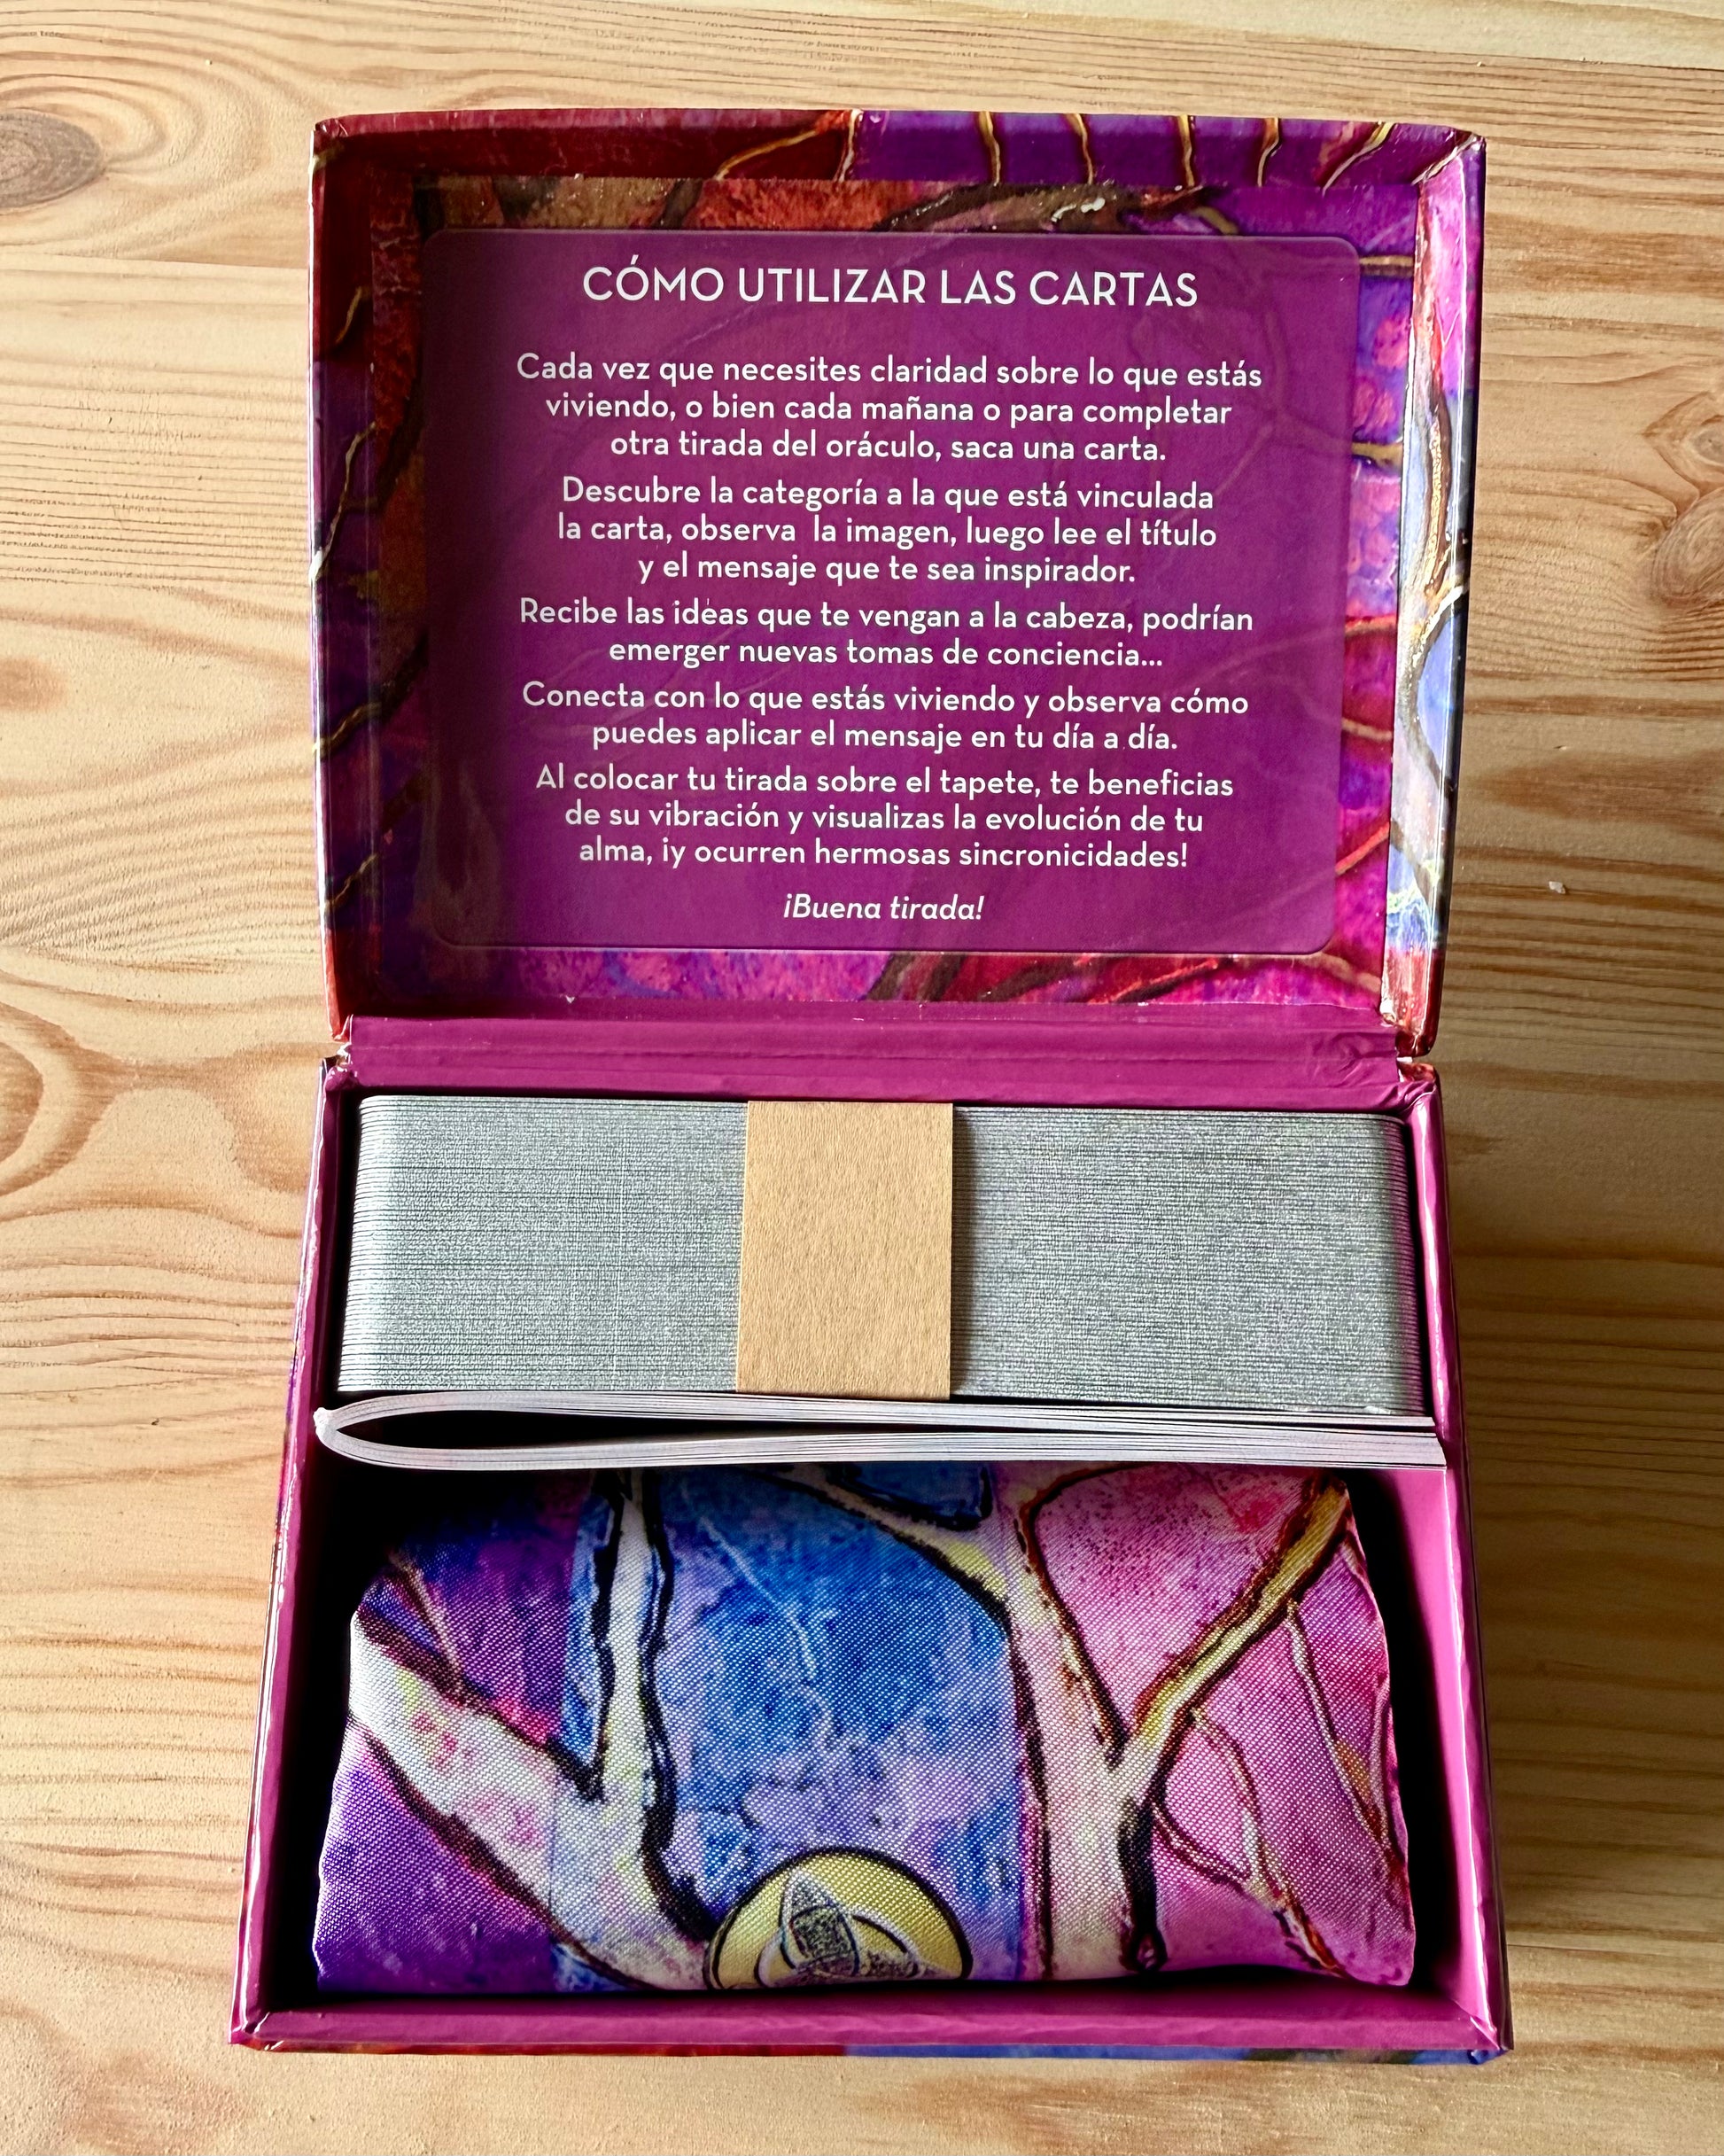 CÓMO UTILIZAR LAS CARTAS
Cada vez que necesites claridad sobre lo que estás
viviendo, o bien cada mañana o para completar
otra tirada del oráculo, saca una carta.
Descubre la categoría a la que está vinculada
la carta, observa  la imagen, luego lee el título
y el mensaje que te sea inspirador.
Recibe las ideas que te vengan a la cabeza, podrían
emerger nuevas tomas de conciencia...
Conecta con lo que estás viviendo y observa cómo
puedes aplicar el mensaje en tu día a día.
Al colocar tu tirada sobre el tapete, te beneficias
de su vibración y visualizas la evolución de tu
alma, ¡y ocurren hermosas sincronicidades!
¡Buena tirada!